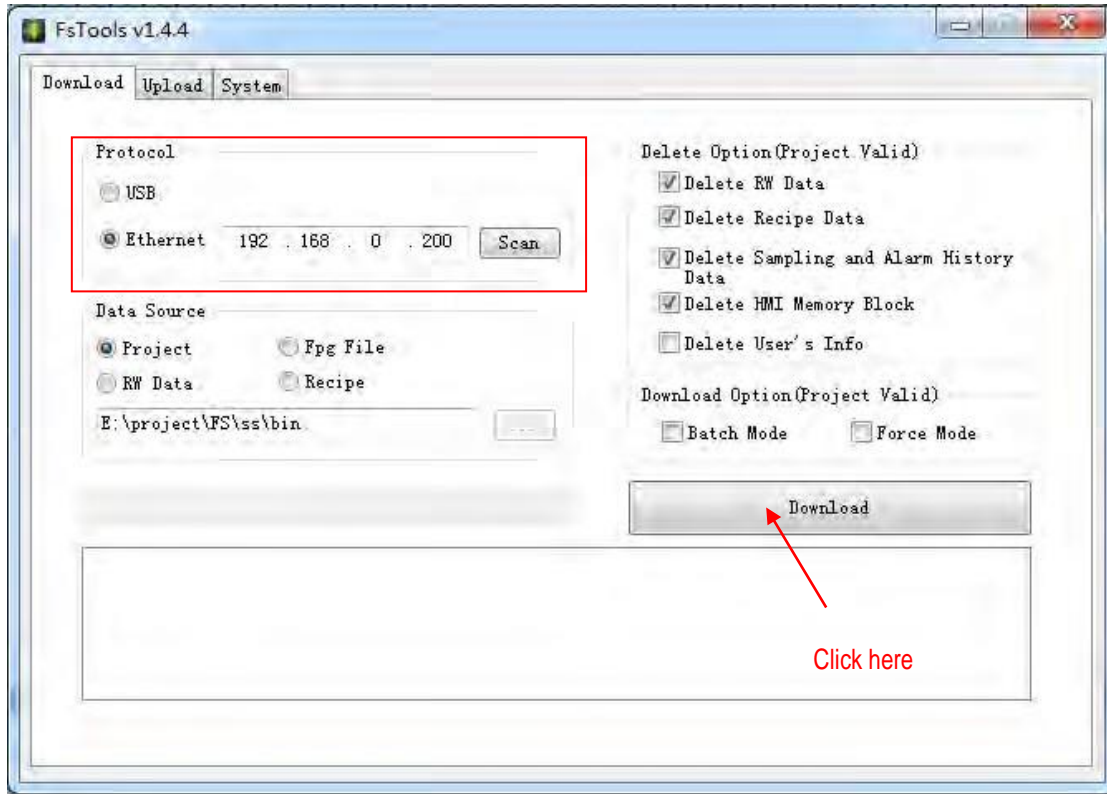 FsTools v1.4.4
Download Upload System
Protocol
USB
Ethernet 192 . 168 . 0 . 200 Scan
Data Source
Project Fpg File
RW Data Recipe
E:\project\FS\ss\bin ...
Delete Option(Project Valid)
Delete RW Data
Delete Recipe Data
Delete Sampling and Alarm History
Data
Delete HMI Memory Block
Delete User's Info
Download Option(Project Valid)
Batch Mode Force Mode
Download
Click here